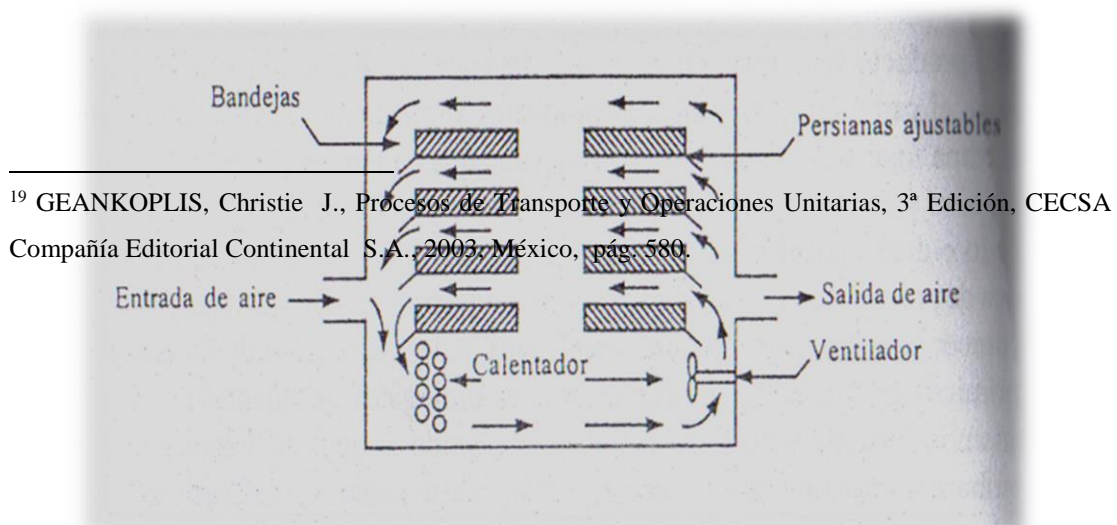 Bandejas
Persianas ajustables
19 GEANKOPLIS, Christie J., Procesos de Transporte y Operaciones Unitarias, 3ª Edición, CECSA
Compañía Editorial Continental S.A., 2003, México, pág. 580.
Entrada de aire
Salida de aire
Calentador
Ventilador